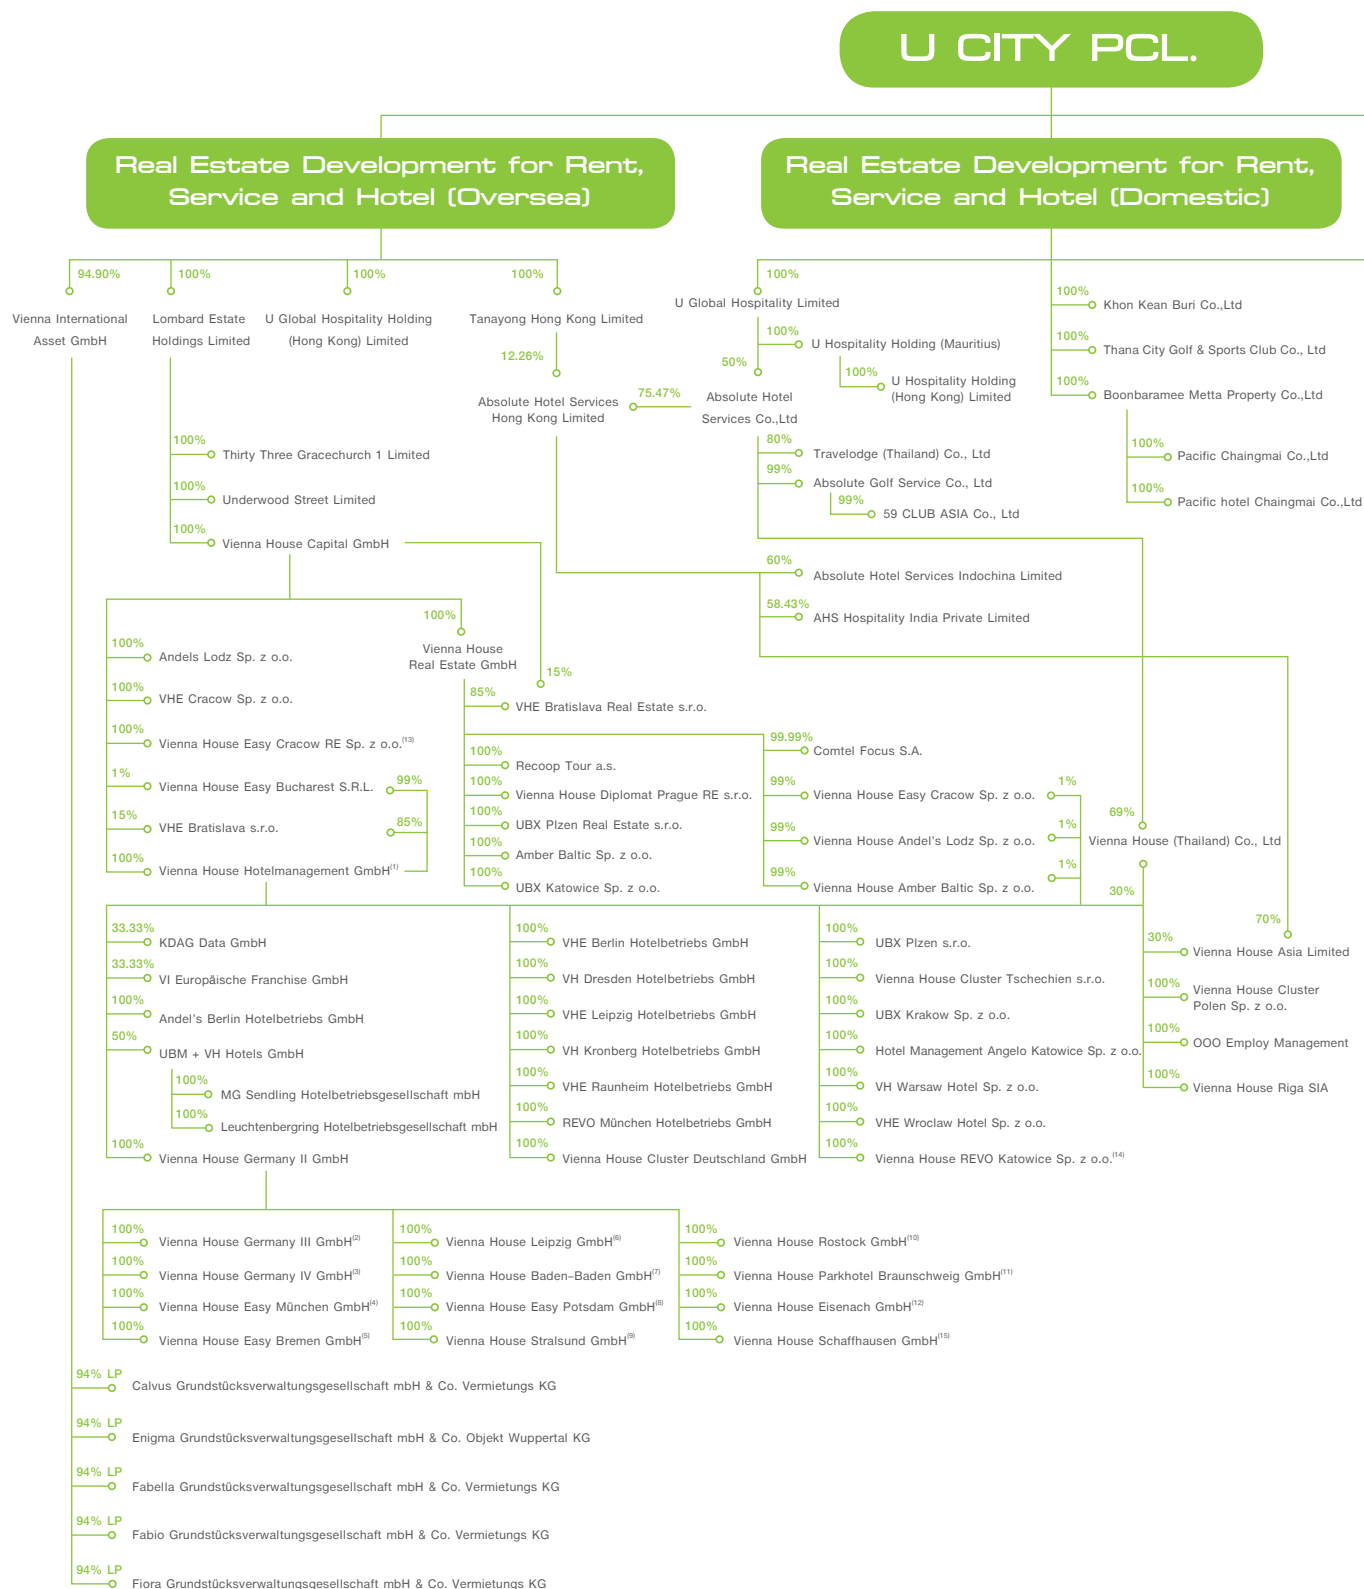 U CITY PCL.
Real Estate Development for Rent,
Service and Hotel (Oversea)
Real Estate Development for Rent,
Service and Hotel (Domestic)
94.90%
Vienna International
Asset GmbH
100%
Lombard Estate
Holdings Limited
100%
U Global Hospitality Holding
(Hong Kong) Limited
100%
Tanayong Hong Kong Limited
12.26%
Absolute Hotel Services
Hong Kong Limited
75.47%
100%
U Global Hospitality Limited
100%
U Hospitality Holding (Mauritius)
100%
U Hospitality Holding
(Hong Kong) Limited
50%
Absolute Hotel
Services Co.,Ltd
80%
Travelodge (Thailand) Co., Ltd
99%
Absolute Golf Service Co., Ltd
99%
59 CLUB ASIA Co., Ltd
100%
Khon Kean Buri Co.,Ltd
100%
Thana City Golf & Sports Club Co., Ltd
100%
Boonbaramee Metta Property Co.,Ltd
100%
Pacific Chaingmai Co.,Ltd
100%
Pacific hotel Chaingmai Co.,Ltd
100%
Thirty Three Gracechurch 1 Limited
100%
Underwood Street Limited
100%
Vienna House Capital GmbH
60%
Absolute Hotel Services Indochina Limited
58.43%
AHS Hospitality India Private Limited
100%
Vienna House
Real Estate GmbH
15%
100%
Andels Lodz Sp. z o.o.
100%
VHE Cracow Sp. z o.o.
100%
Vienna House Easy Cracow RE Sp. z o.o.(13)
1%
Vienna House Easy Bucharest S.R.L.
99%
15%
VHE Bratislava s.r.o.
85%
100%
Vienna House Hotelmanagement GmbH(1)
85%
VHE Bratislava Real Estate s.r.o.
100%
Recoop Tour a.s.
100%
Vienna House Diplomat Prague RE s.r.o.
100%
UBX Plzen Real Estate s.r.o.
100%
Amber Baltic Sp. z o.o.
100%
UBX Katowice Sp. z o.o.
99.99%
Comtel Focus S.A.
99%
Vienna House Easy Cracow Sp. z o.o.
1%
99%
Vienna House Andel's Lodz Sp. z o.o.
1%
99%
Vienna House Amber Baltic Sp. z o.o.
1%
69%
Vienna House (Thailand) Co., Ltd
30%
70%
30%
Vienna House Asia Limited
100%
Vienna House Cluster
Polen Sp. z o.o.
100%
OOO Employ Management
100%
Vienna House Riga SIA
33.33%
KDAG Data GmbH
33.33%
VI Europäische Franchise GmbH
100%
Andel's Berlin Hotelbetriebs GmbH
50%
UBM + VH Hotels GmbH
100%
MG Sendling Hotelbetriebsgesellschaft mbH
100%
Leuchtenbergring Hotelbetriebsgesellschaft mbH
100%
Vienna House Germany II GmbH
100%
VHE Berlin Hotelbetriebs GmbH
100%
VH Dresden Hotelbetriebs GmbH
100%
VHE Leipzig Hotelbetriebs GmbH
100%
VH Kronberg Hotelbetriebs GmbH
100%
VHE Raunheim Hotelbetriebs GmbH
100%
REVO München Hotelbetriebs GmbH
100%
Vienna House Cluster Deutschland GmbH
100%
UBX Plzen s.r.o.
100%
Vienna House Cluster Tschechien s.r.o.
100%
UBX Krakow Sp. z o.o.
100%
Hotel Management Angelo Katowice Sp. z o.o.
100%
VH Warsaw Hotel Sp. z o.o.
100%
VHE Wroclaw Hotel Sp. z o.o.
100%
Vienna House REVO Katowice Sp. z o.o.(14)
100%
Vienna House Germany III GmbH(2)
100%
Vienna House Germany IV GmbH(3)
100%
Vienna House Easy München GmbH(4)
100%
Vienna House Easy Bremen GmbH(5)
100%
Vienna House Leipzig GmbH(6)
100%
Vienna House Baden-Baden GmbH(7)
100%
Vienna House Easy Potsdam GmbH(8)
100%
Vienna House Stralsund GmbH(9)
100%
Vienna House Rostock GmbH(10)
100%
Vienna House Parkhotel Braunschweig GmbH(11)
100%
Vienna House Eisenach GmbH(12)
100%
Vienna House Schaffhausen GmbH(15)
94% LP
Calvus Grundstücksverwaltungsgesellschaft mbH & Co. Vermietungs KG
94% LP
Enigma Grundstücksverwaltungsgesellschaft mbH & Co. Objekt Wuppertal KG
94% LP
Fabella Grundstücksverwaltungsgesellschaft mbH & Co. Vermietungs KG
94% LP
Fabio Grundstücksverwaltungsgesellschaft mbH & Co. Vermietungs KG
94% LP
Fiora Grundstücksverwaltungsgesellschaft mbH & Co. Vermietungs KG